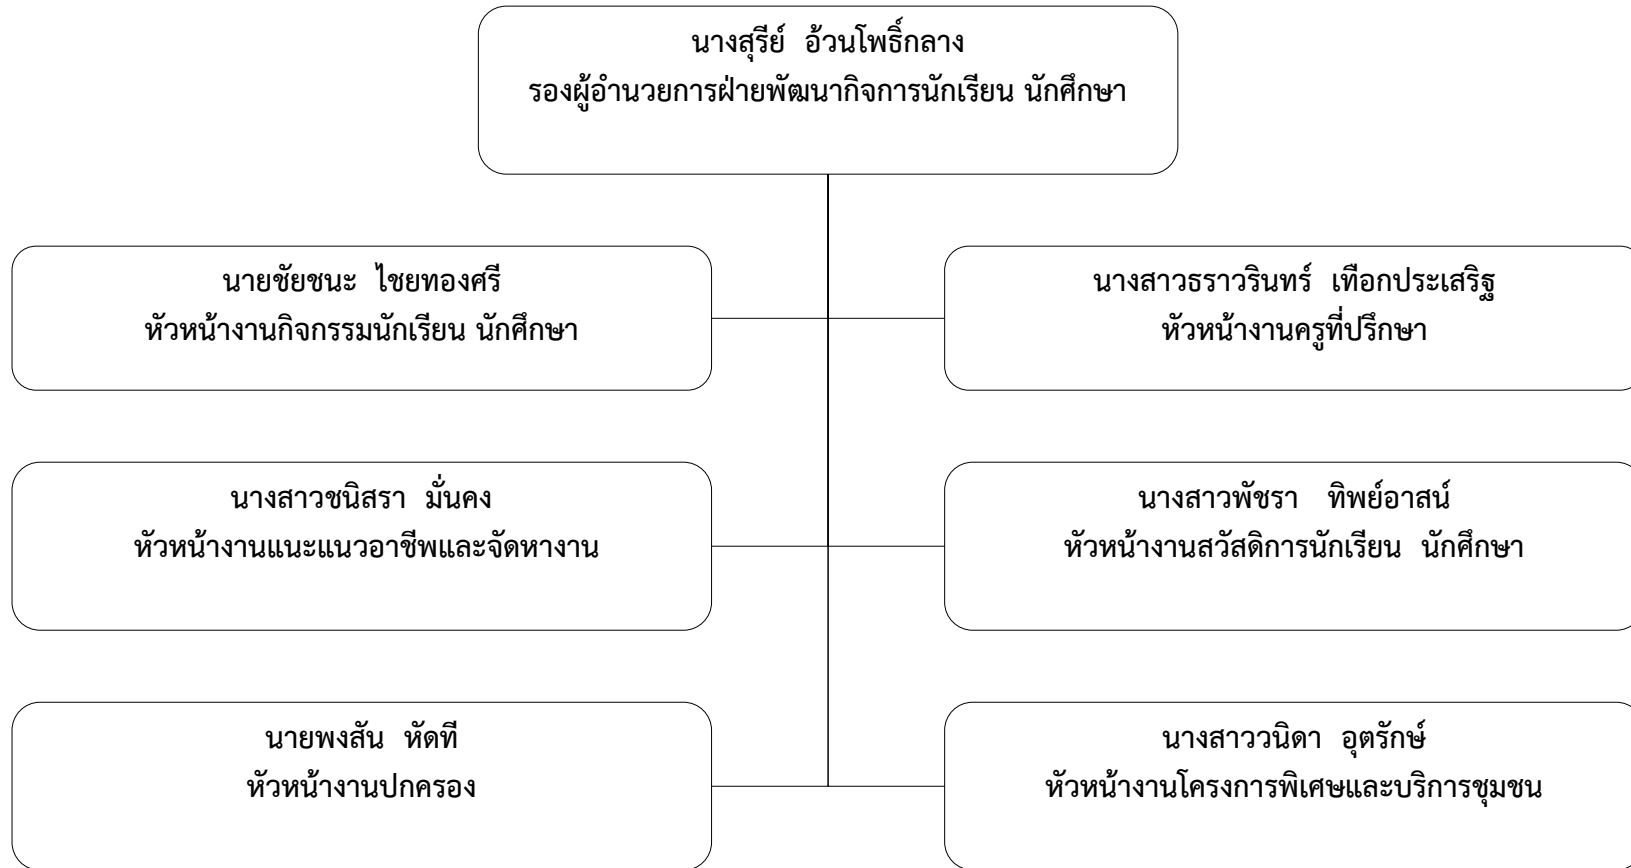 นางสุรีย์  อ้วนโพธิ์กลาง
รองผู้อำนวยการฝ่ายพัฒนากิจการนักเรียน นักศึกษา
นายชัยชนะ  ไชยทองศรี
หัวหน้างานกิจกรรมนักเรียน นักศึกษา
นางสาวธราวรินทร์  เทือกประเสริฐ
หัวหน้างานครูที่ปรึกษา
นางสาวชนิสรา  มั่นคง
หัวหน้างานแนะแนวอาชีพและจัดหางาน
นางสาวพัชรา   ทิพย์อาสน์
หัวหน้างานสวัสดิการนักเรียน  นักศึกษา
นายพงสัน  หัดที
หัวหน้างานปกครอง
นางสาววนิดา  อุตรักษ์
หัวหน้างานโครงการพิเศษและบริการชุมชน